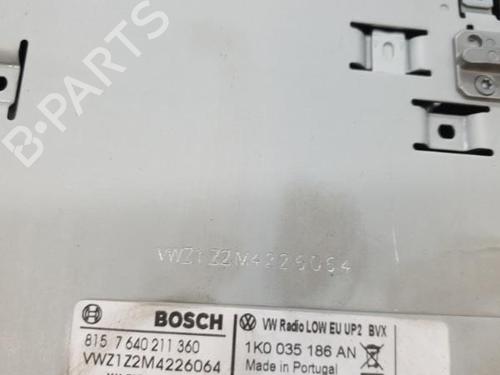 B-PARTS
VWZ1Z2M4226064
BOSCH
815 7 640 211 360
VWZ1Z2M4226064
VW Radio LOW EU UP2 BVX
1K0 035 186 AN
Made in Portugal